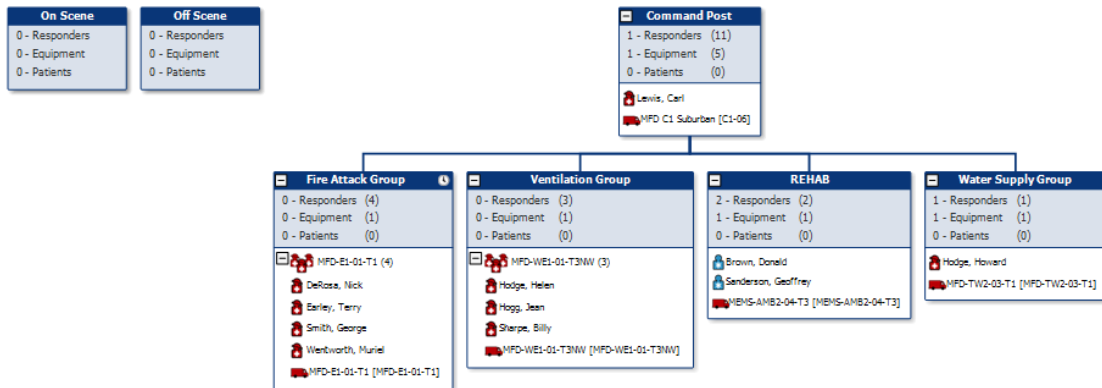 On Scene
0 - Responders
0 - Equipment
0 - Patients
Off Scene
0 - Responders
0 - Equipment
0 - Patients
Command Post
1 - Responders (11)
1 - Equipment (5)
0 - Patients (0)
Lewis, Carl
MFD C1 Suburban [C1-06]
Fire Attack Group
0 - Responders (4)
0 - Equipment (1)
0 - Patients (0)
MFD-E1-01-T1 (4)
DeRosa, Nick
Earley, Terry
Smith, George
Wentworth, Muriel
MFD-E1-01-T1 [MFD-E1-01-T1]
Ventilation Group
0 - Responders (3)
0 - Equipment (1)
0 - Patients (0)
MFD-WE1-01-T3NW (3)
Hodge, Helen
Hogg, Jean
Sharpe, Billy
MFD-WE1-01-T3NW [MFD-WE1-01-T3NW]
REHAB
2 - Responders (2)
1 - Equipment (1)
0 - Patients (0)
Brown, Donald
Sanderson, Geoffrey
MEMS-AMB2-04-T3 [MEMS-AMB2-04-T3]
Water Supply Group
1 - Responders (1)
1 - Equipment (1)
0 - Patients (0)
Hodge, Howard
MFD-TW2-03-T1 [MFD-TW2-03-T1]